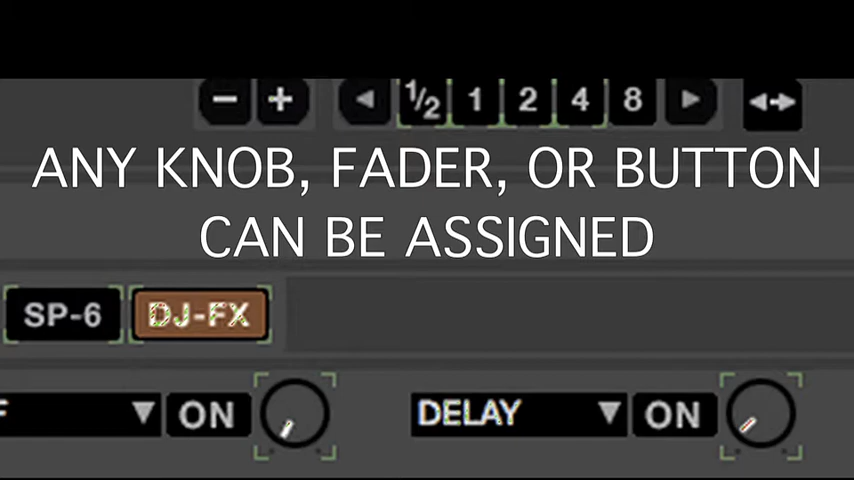 − + ◀ 1/2 1 2 4 8 ▶
ANY KNOB, FADER, OR BUTTON
CAN BE ASSIGNED
SP-6 DJ-FX
F ▼ ON DELAY ▼ ON